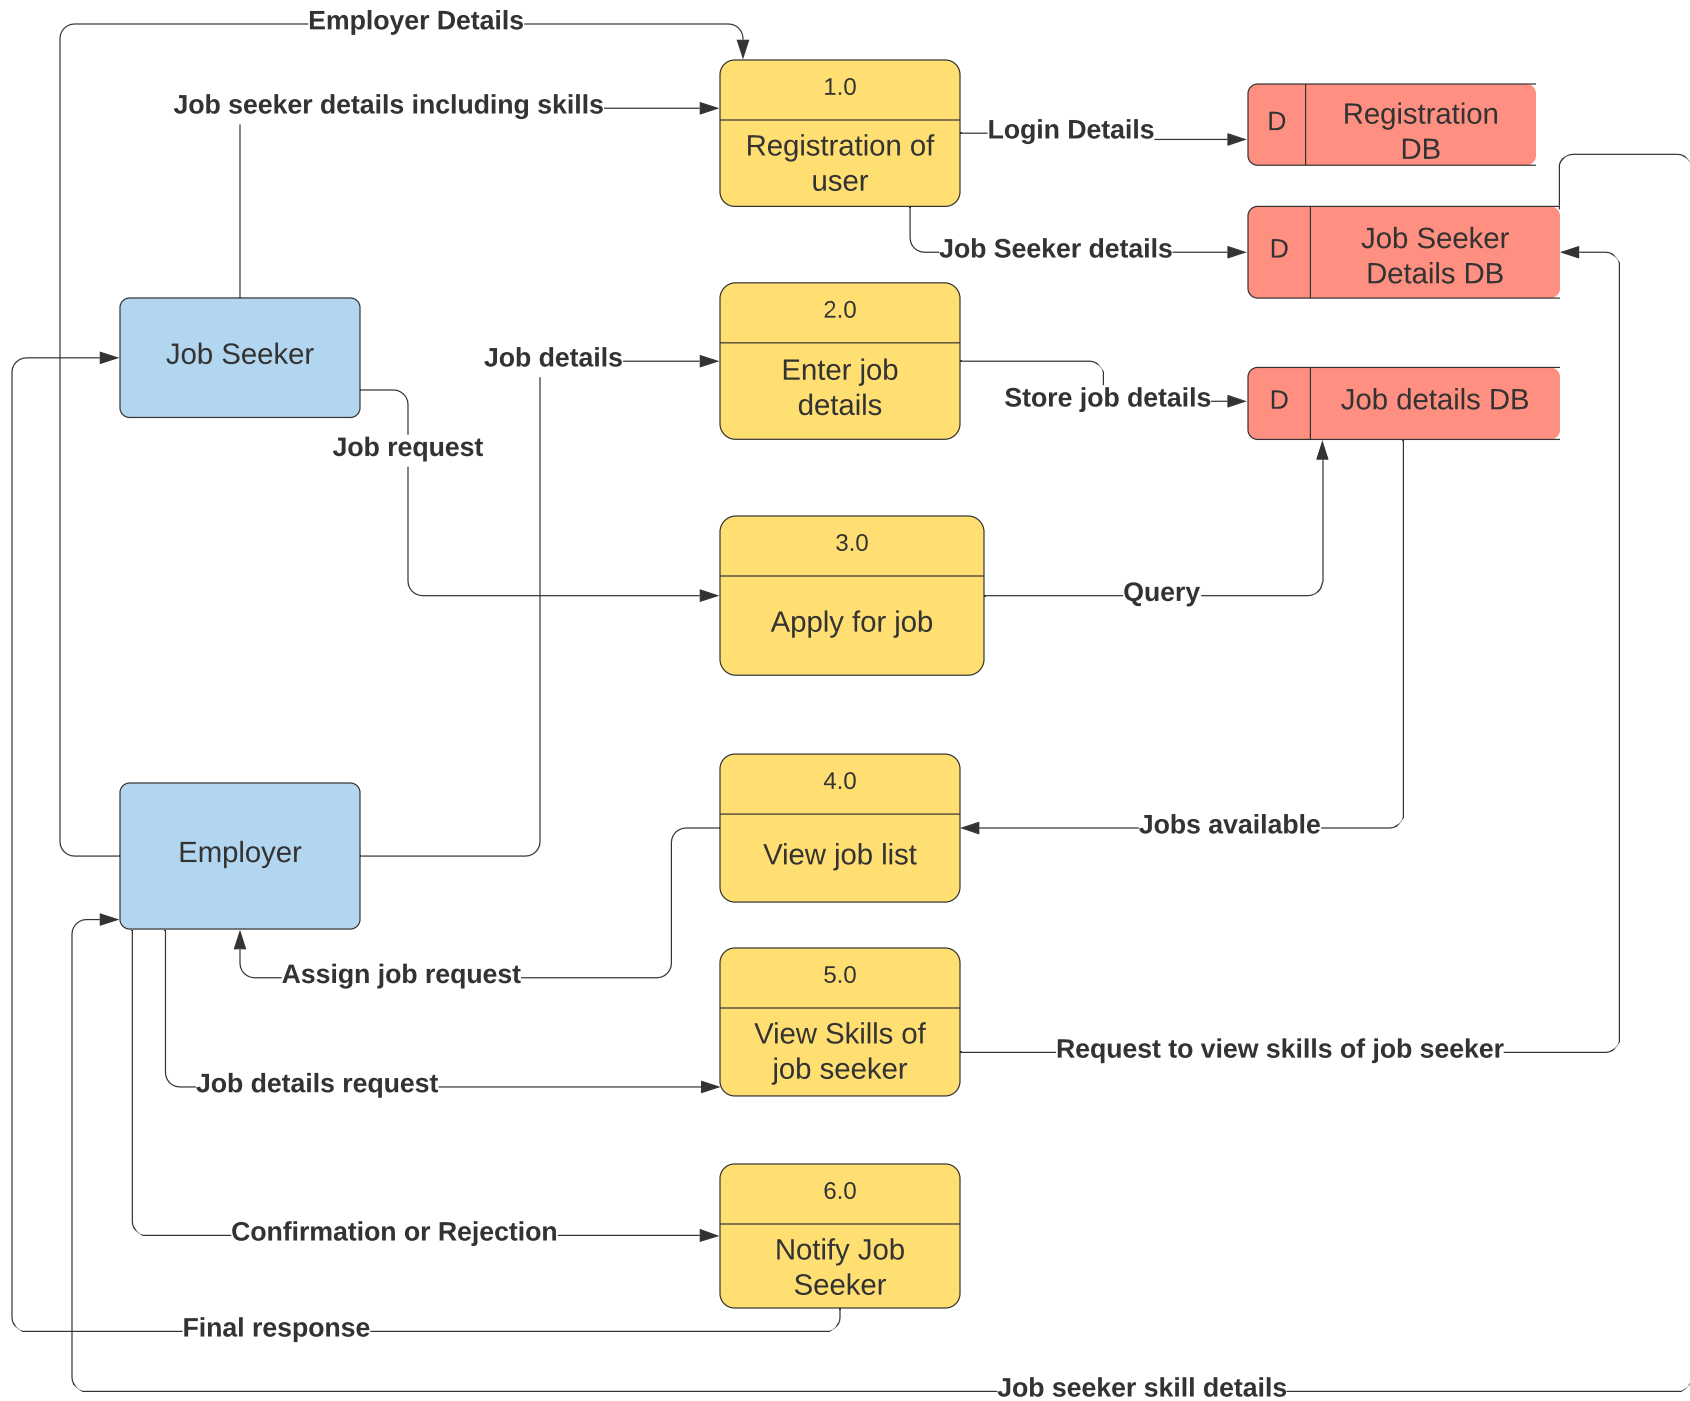 Employer Details
1.0
Job seeker details including skills
Registration of
user
Login Details
D
Registration
DB
Job Seeker details
D
Job Seeker
Details DB
Job Seeker
Job details
2.0
Enter job
details
Store job details
D
Job details DB
Job request
3.0
Apply for job
Query
4.0
View job list
Jobs available
Employer
Assign job request
5.0
View Skills of
job seeker
Request to view skills of job seeker
Job details request
6.0
Notify Job
Seeker
Confirmation or Rejection
Final response
Job seeker skill details